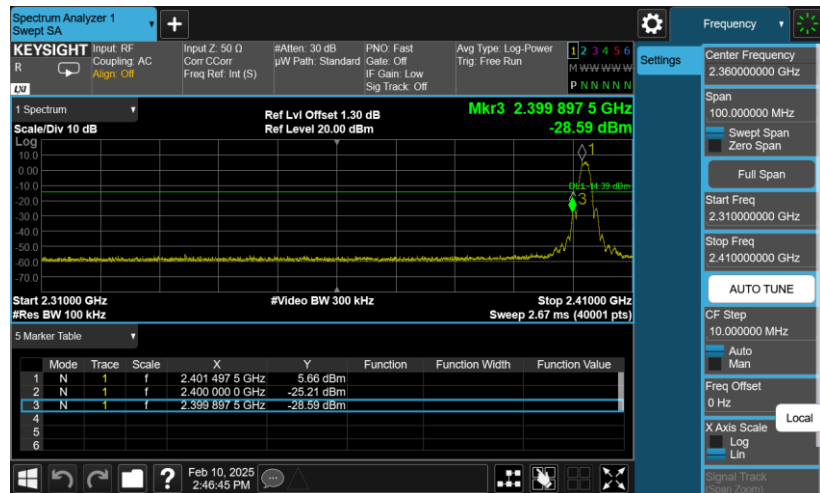 Spectrum Analyzer 1
Swept SA
+
Frequency
KEYSIGHT
R
LXI
Input: RF
Coupling: AC
Align: Off
Input Z: 50 Ω
Corr CCorr
Freq Ref: Int (S)
#Atten: 30 dB
µW Path: Standard
PNO: Fast
Gate: Off
IF Gain: Low
Sig Track: Off
Avg Type: Log-Power
Trig: Free Run
1 2 3 4 5 6
M W W W W W
P N N N N N
1 Spectrum
Scale/Div 10 dB
Ref Lvl Offset 1.30 dB
Ref Level 20.00 dBm
Mkr3 2.399 897 5 GHz
-28.59 dBm
Log
10.0
0.00
-10.0
-20.0
-30.0
-40.0
-50.0
-60.0
-70.0
1
DL1 -14.39 dBm
3
Start 2.31000 GHz
#Res BW 100 kHz
#Video BW 300 kHz
Stop 2.41000 GHz
Sweep 2.67 ms (40001 pts)
5 Marker Table
Mode Trace Scale X Y Function Function Width Function Value
1 N 1 f 2.401 497 5 GHz 5.66 dBm
2 N 1 f 2.400 000 0 GHz -25.21 dBm
3 N 1 f 2.399 897 5 GHz -28.59 dBm
4
5
6
?
Feb 10, 2025
2:46:45 PM
Settings
Center Frequency
2.360000000 GHz
Span
100.000000 MHz
Swept Span
Zero Span
Full Span
Start Freq
2.310000000 GHz
Stop Freq
2.410000000 GHz
AUTO TUNE
CF Step
10.000000 MHz
Auto
Man
Freq Offset
0 Hz
Local
X Axis Scale
Log
Lin
Signal Track
(Span Zoom)